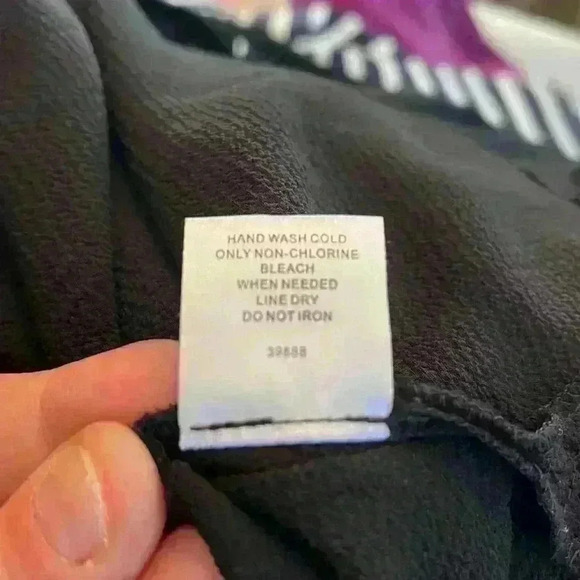 HAND WASH COLD
ONLY NON-CHLORINE
BLEACH
WHEN NEEDED
LINE DRY
DO NOT IRON
39888